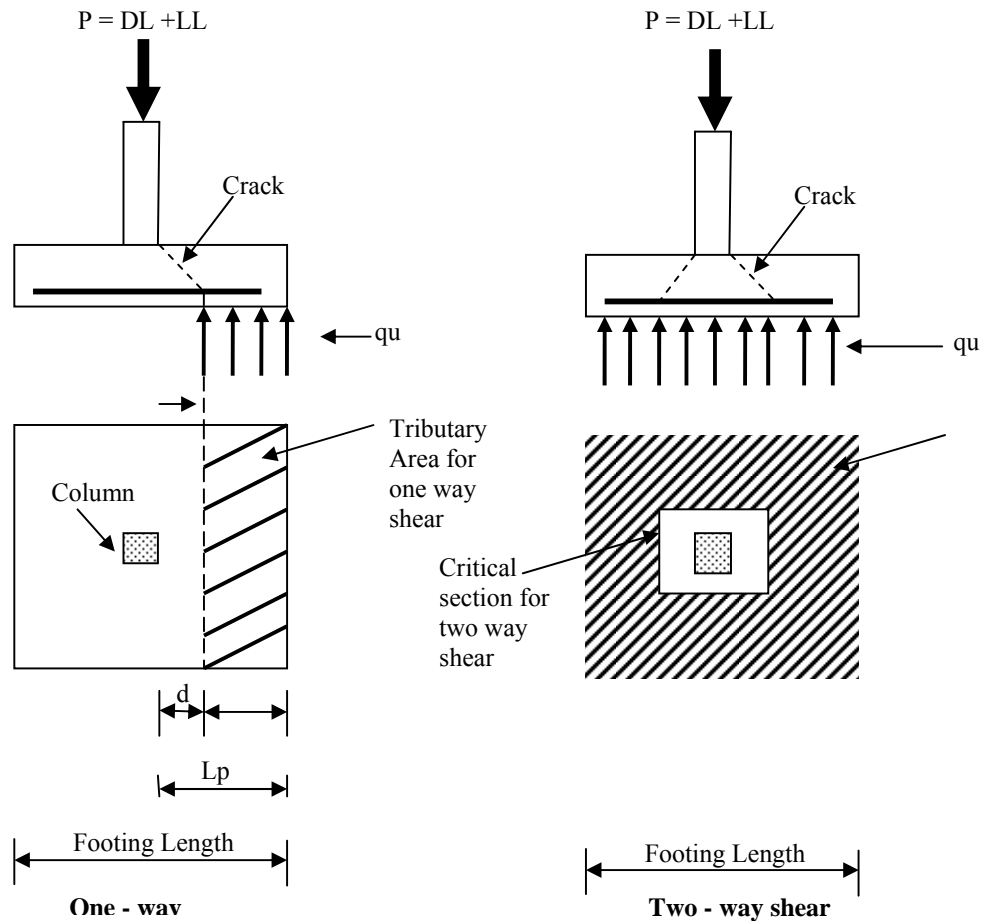 P = DL +LL
Crack
qu
Column
Tributary
Area for
one way
shear
d
Lp
Footing Length
One - way
P = DL +LL
Crack
qu
Critical
section for
two way
shear
Footing Length
Two - way shear